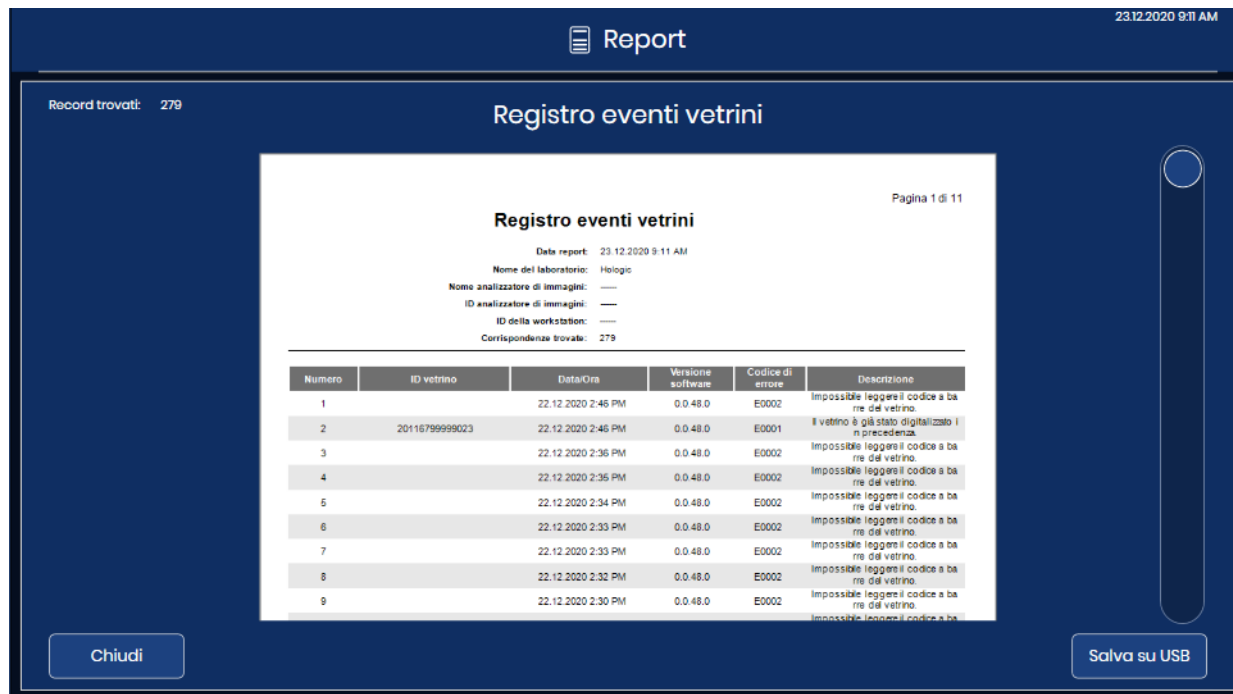 23.12.2020 9:11 AM
Report
Record trovati: 279
Registro eventi vetrini
Pagina 1 di 11
Registro eventi vetrini
Data report: 23.12.2020 9:11 AM
Nome del laboratorio: Hologic
Nome analizzatore di immagini: -----
ID analizzatore di immagini: -----
ID della workstation: -----
Corrispondenze trovate: 279
Numero ID vetrino Data/Ora Versione software Codice di errore Descrizione
1 22.12.2020 2:46 PM 0.0.48.0 E0002 Impossibile leggere il codice a ba
rre del vetrino.
2 20116799999023 22.12.2020 2:46 PM 0.0.48.0 E0001 Il vetrino è già stato digitalizzato i
n precedenza.
3 22.12.2020 2:36 PM 0.0.48.0 E0002 Impossibile leggere il codice a ba
rre del vetrino.
4 22.12.2020 2:35 PM 0.0.48.0 E0002 Impossibile leggere il codice a ba
rre del vetrino.
5 22.12.2020 2:34 PM 0.0.48.0 E0002 Impossibile leggere il codice a ba
rre del vetrino.
6 22.12.2020 2:33 PM 0.0.48.0 E0002 Impossibile leggere il codice a ba
rre del vetrino.
7 22.12.2020 2:33 PM 0.0.48.0 E0002 Impossibile leggere il codice a ba
rre del vetrino.
8 22.12.2020 2:32 PM 0.0.48.0 E0002 Impossibile leggere il codice a ba
rre del vetrino.
9 22.12.2020 2:30 PM 0.0.48.0 E0002 Impossibile leggere il codice a ba
rre del vetrino.
Impossibile leggere il codice a ba
Chiudi
Salva su USB